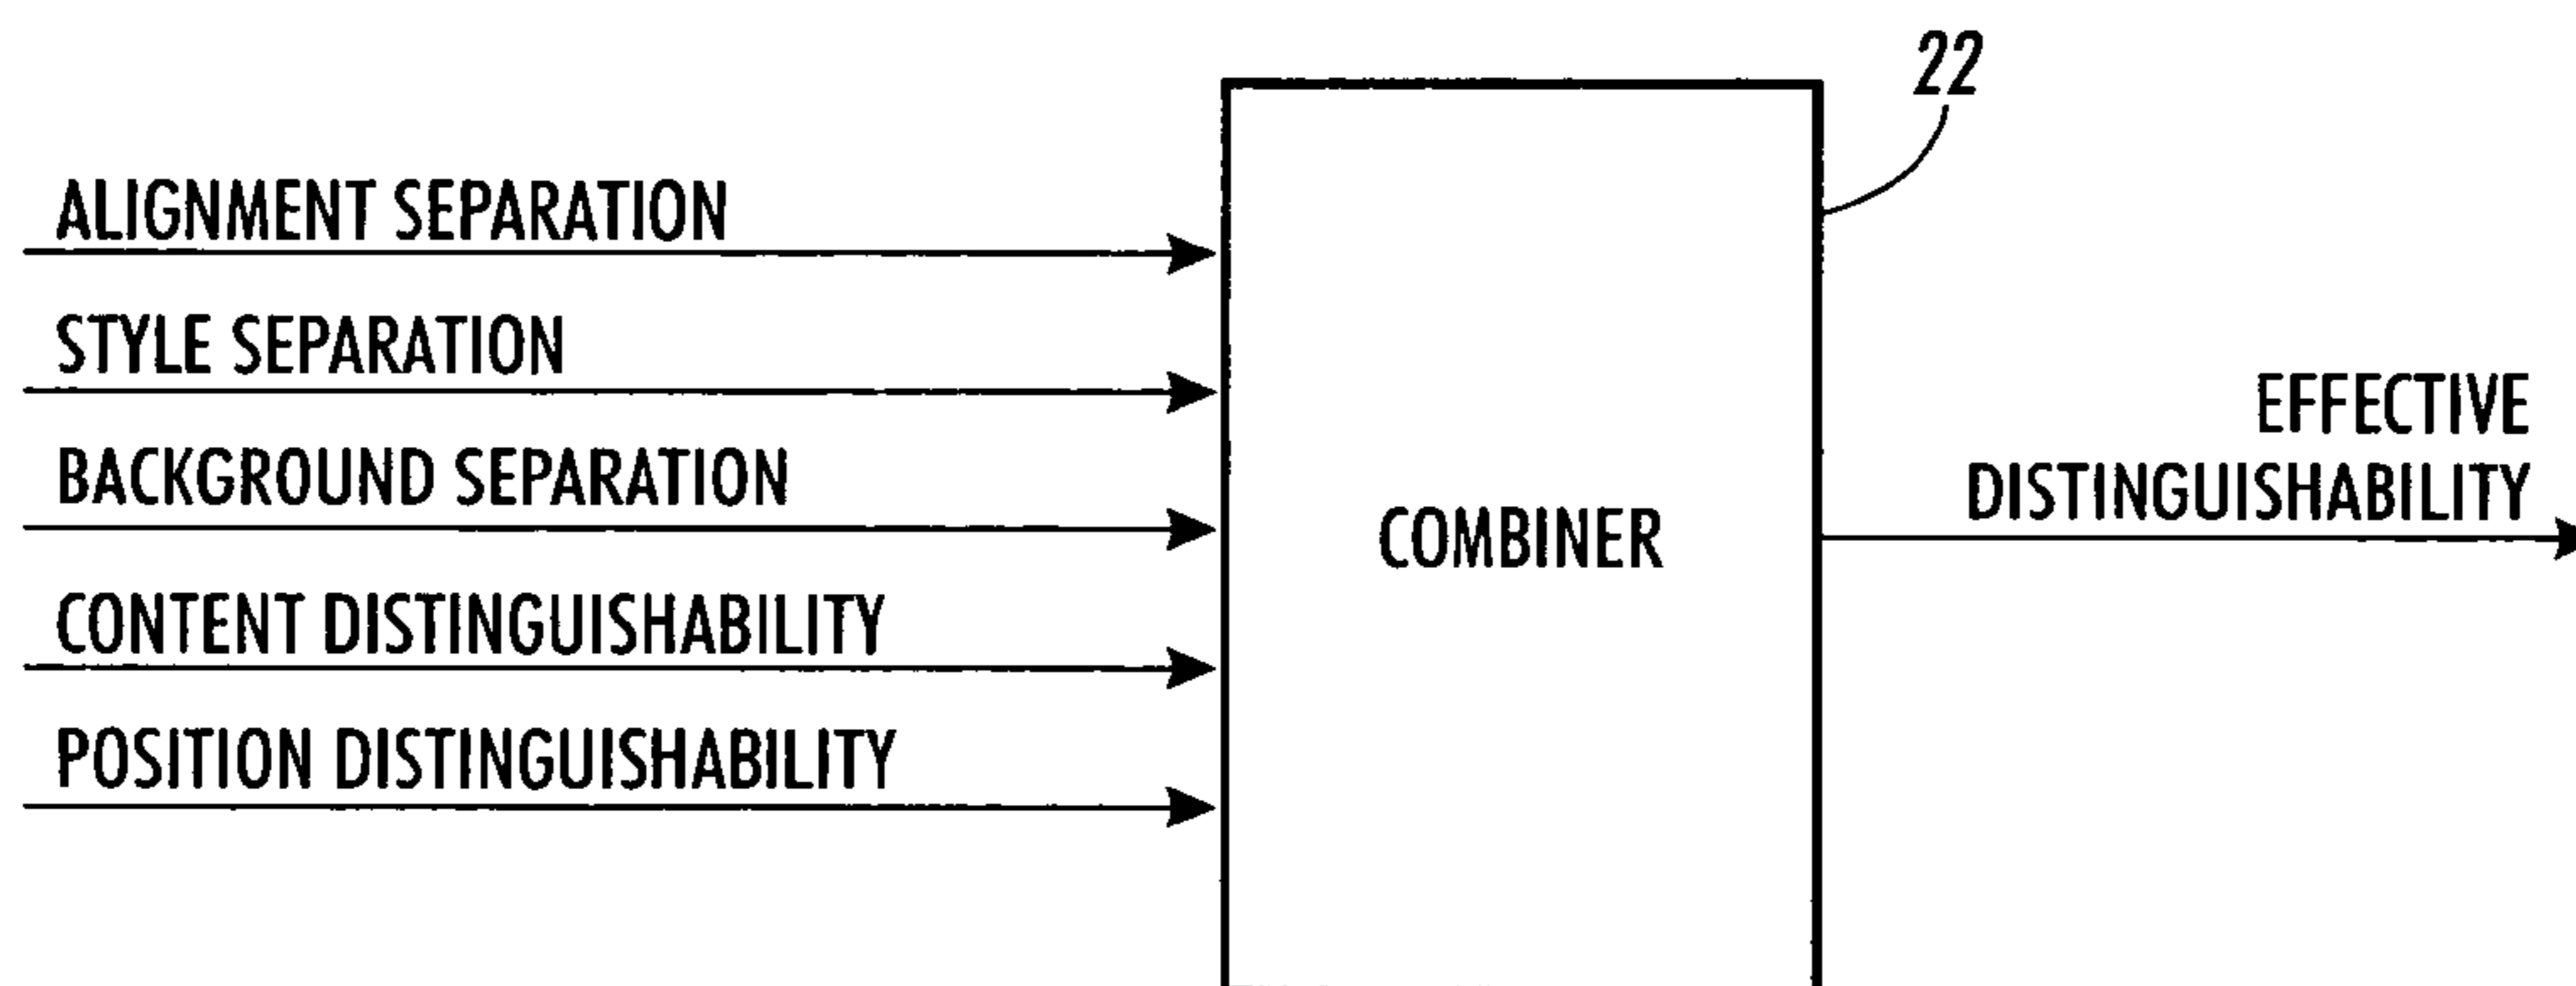 22
ALIGNMENT SEPARATION
STYLE SEPARATION
BACKGROUND SEPARATION
CONTENT DISTINGUISHABILITY
POSITION DISTINGUISHABILITY
COMBINER
EFFECTIVE
DISTINGUISHABILITY